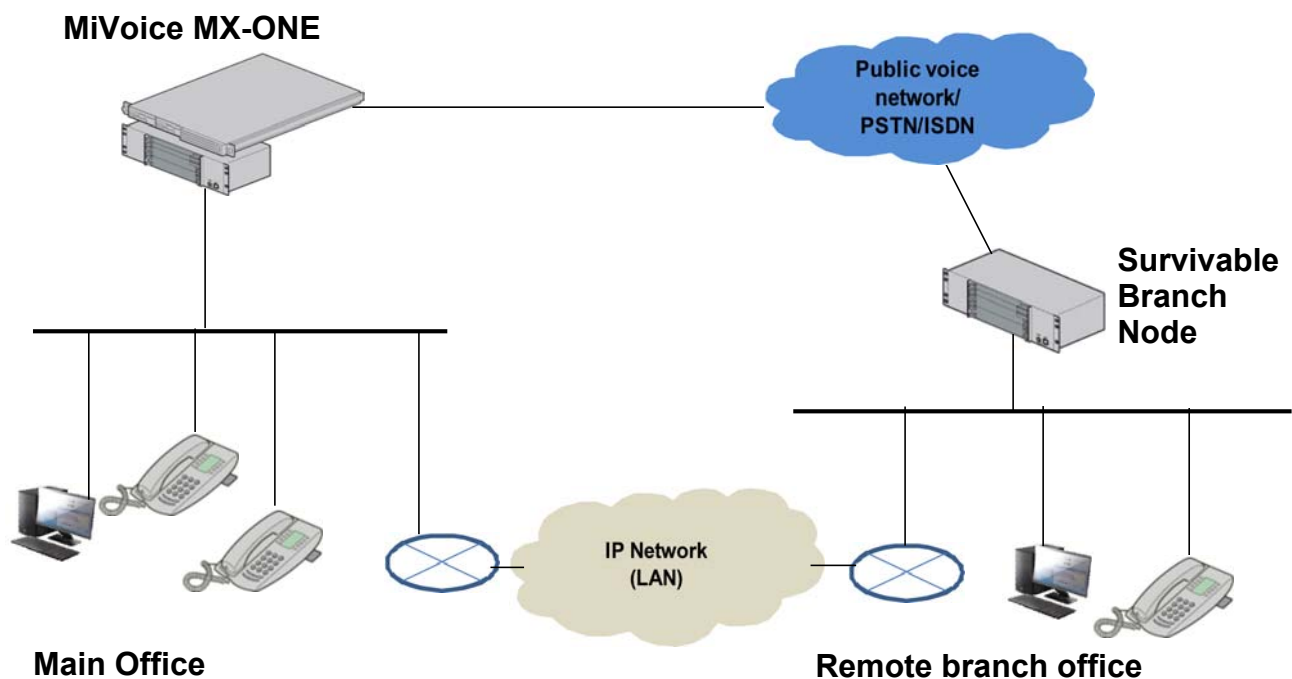 MiVoice MX-ONE
Public voice
network/
PSTN/ISDN
Survivable
Branch
Node
IP Network
(LAN)
Main Office
Remote branch office